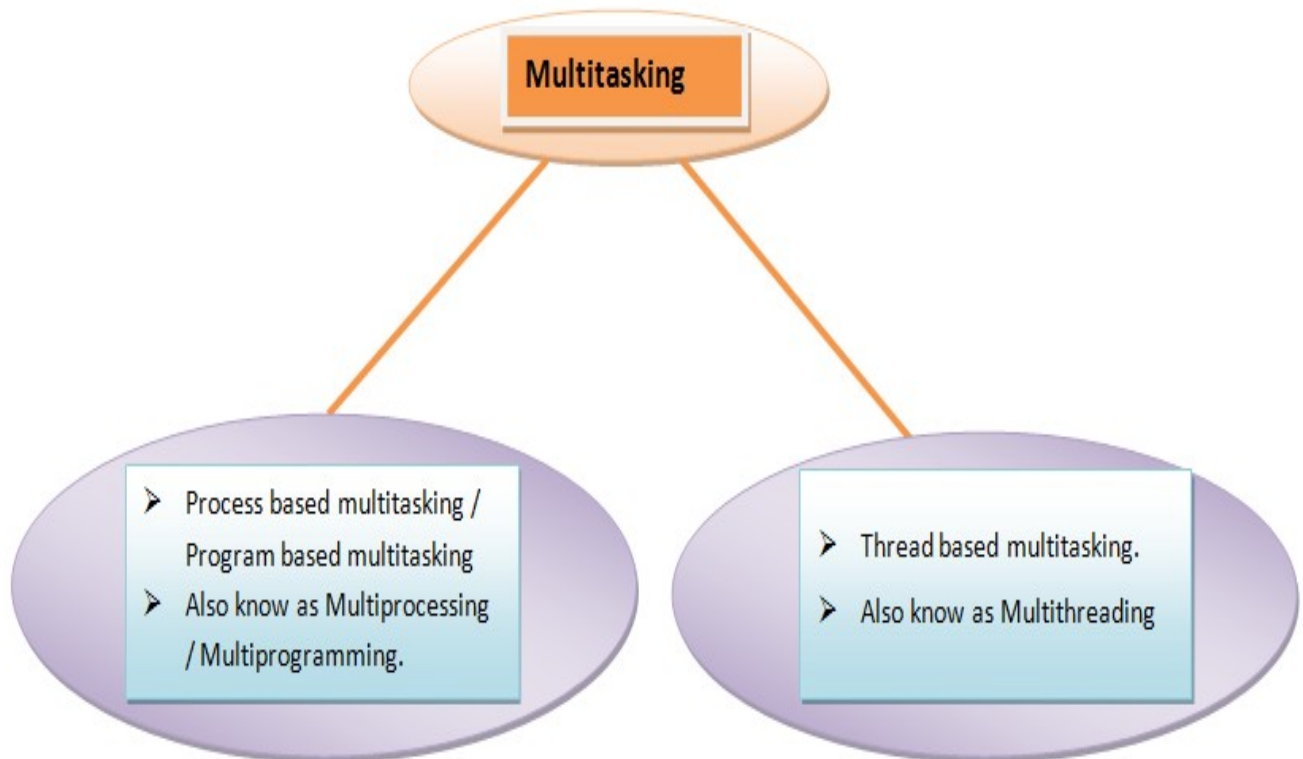 Multitasking
➢ Process based multitasking /
Program based multitasking
➢ Also know as Multiprocessing
/ Multiprogramming.
➢ Thread based multitasking.
➢ Also know as Multithreading